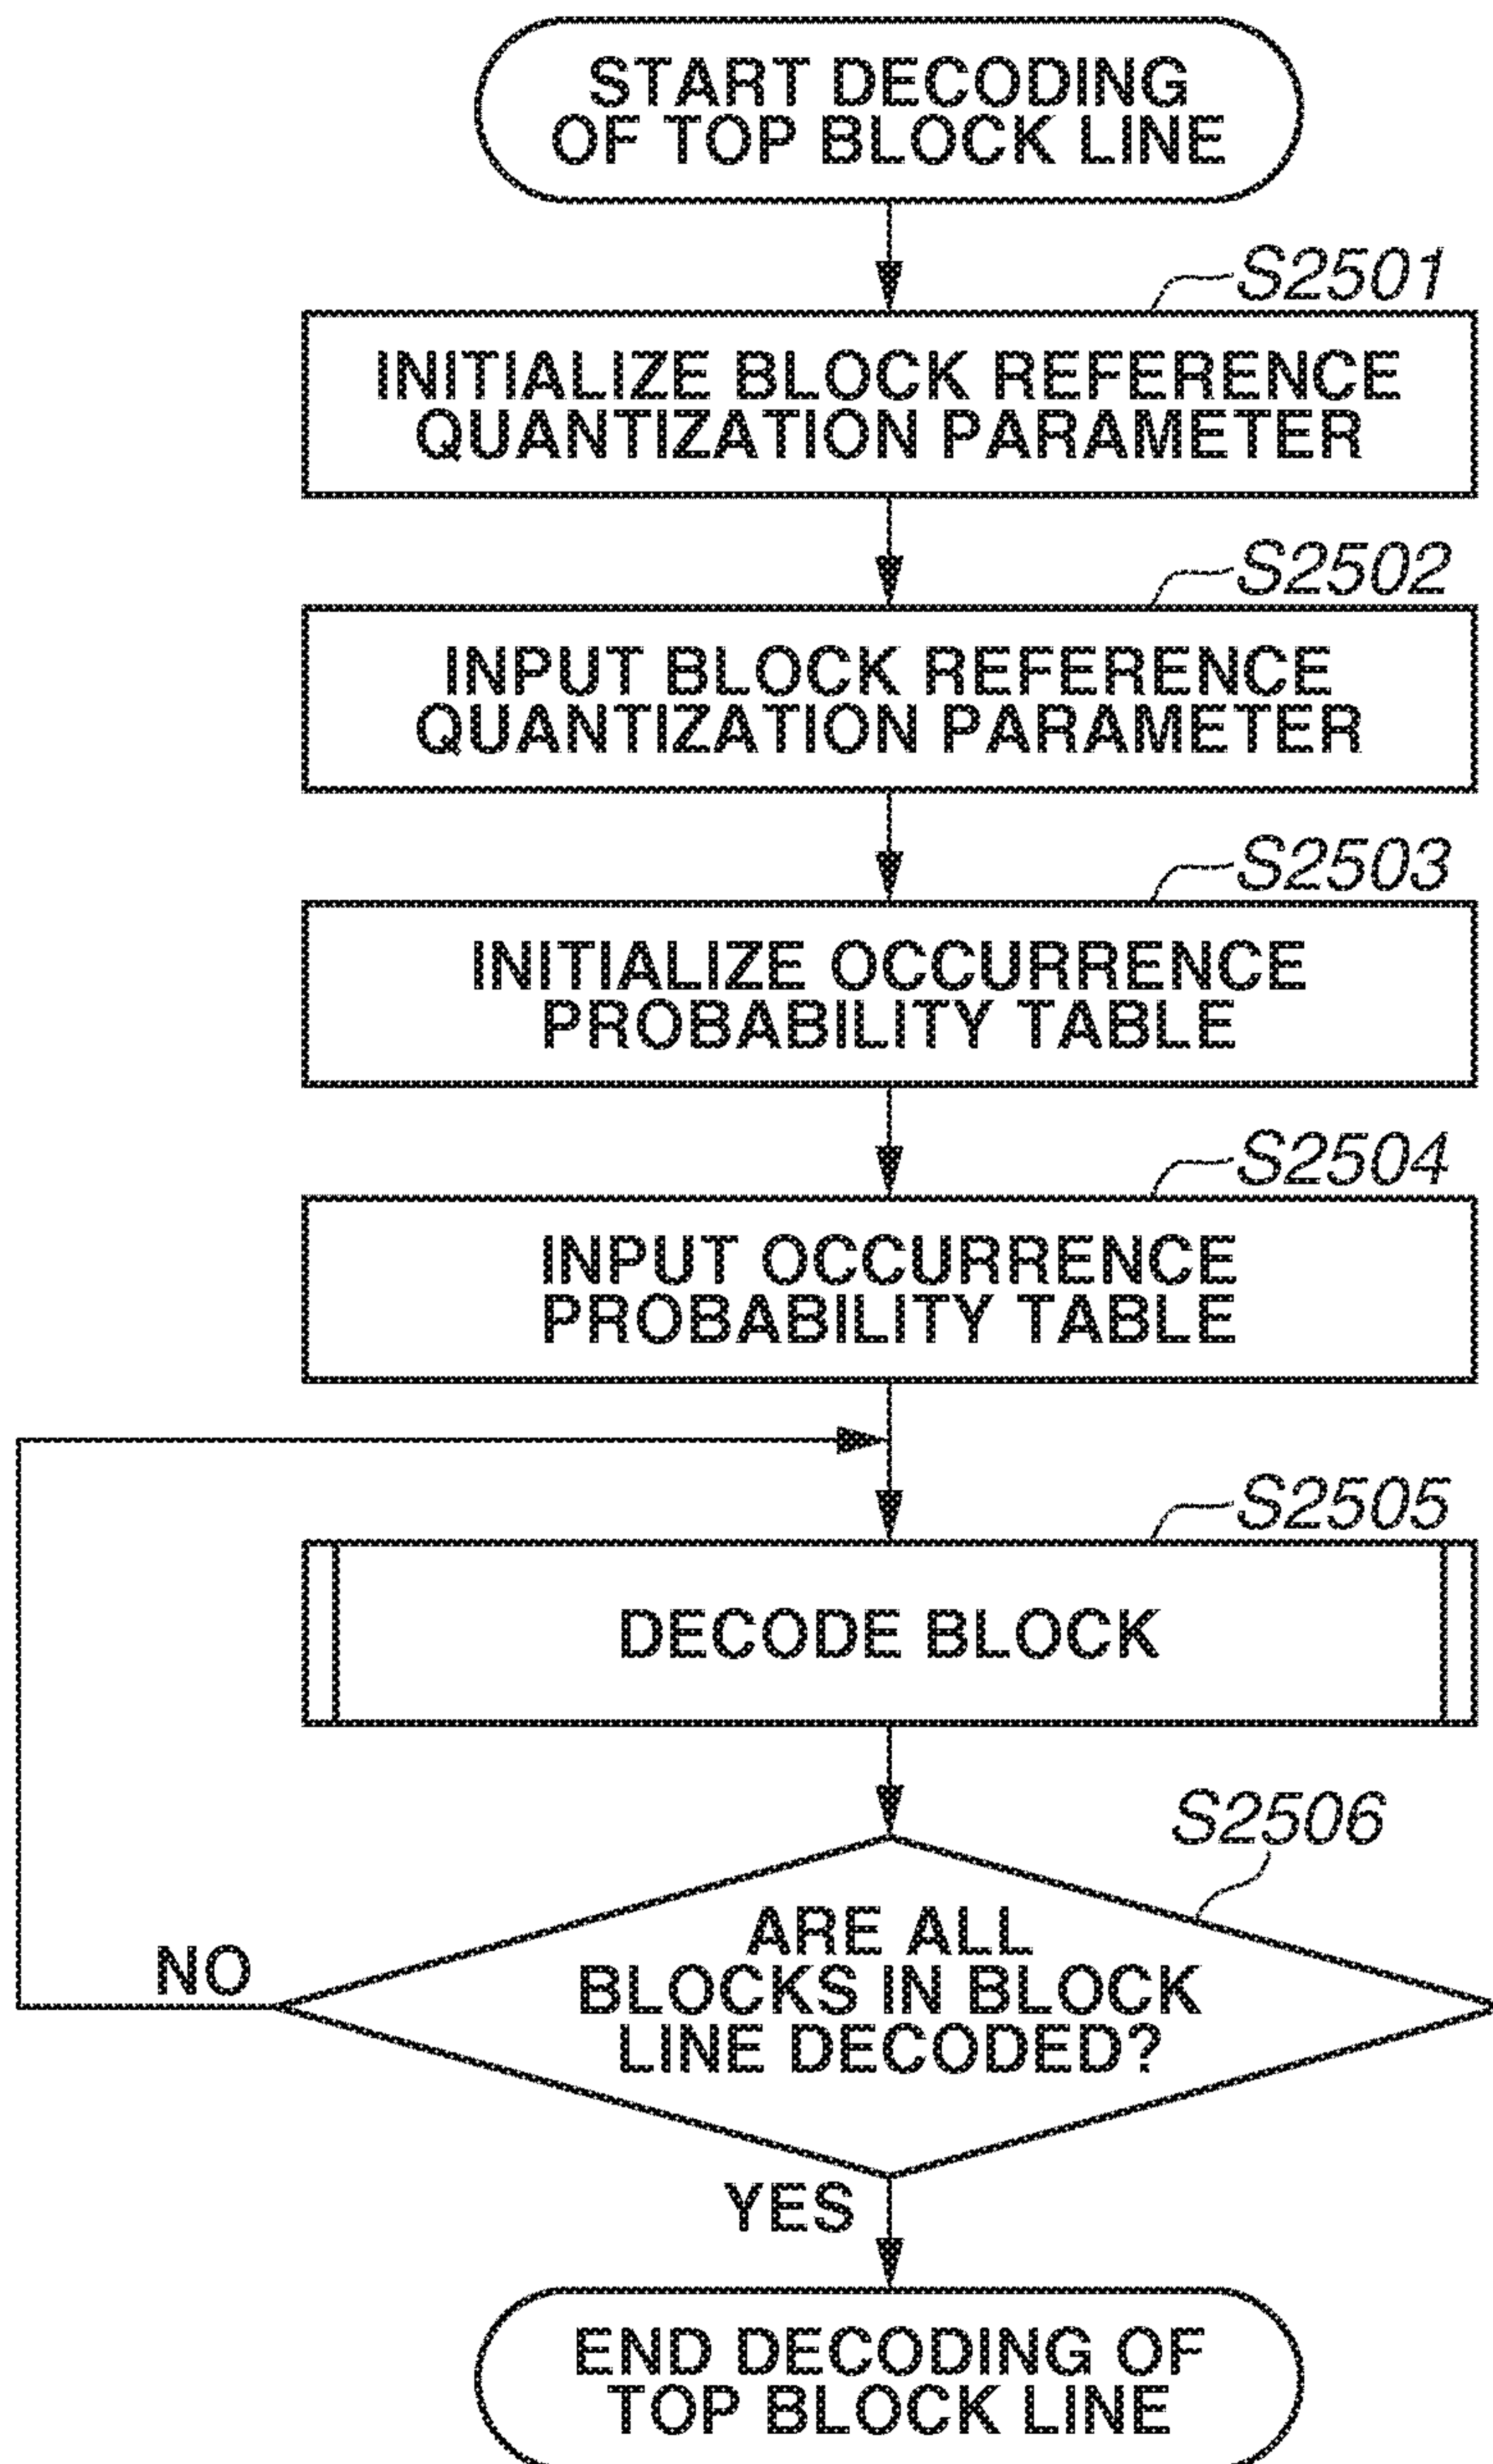 START DECODING
OF TOP BLOCK LINE
S2501
INITIALIZE BLOCK REFERENCE
QUANTIZATION PARAMETER
S2502
INPUT BLOCK REFERENCE
QUANTIZATION PARAMETER
S2503
INITIALIZE OCCURRENCE
PROBABILITY TABLE
S2504
INPUT OCCURRENCE
PROBABILITY TABLE
S2505
DECODE BLOCK
S2506
ARE ALL
BLOCKS IN BLOCK
LINE DECODED?
NO
YES
END DECODING OF
TOP BLOCK LINE